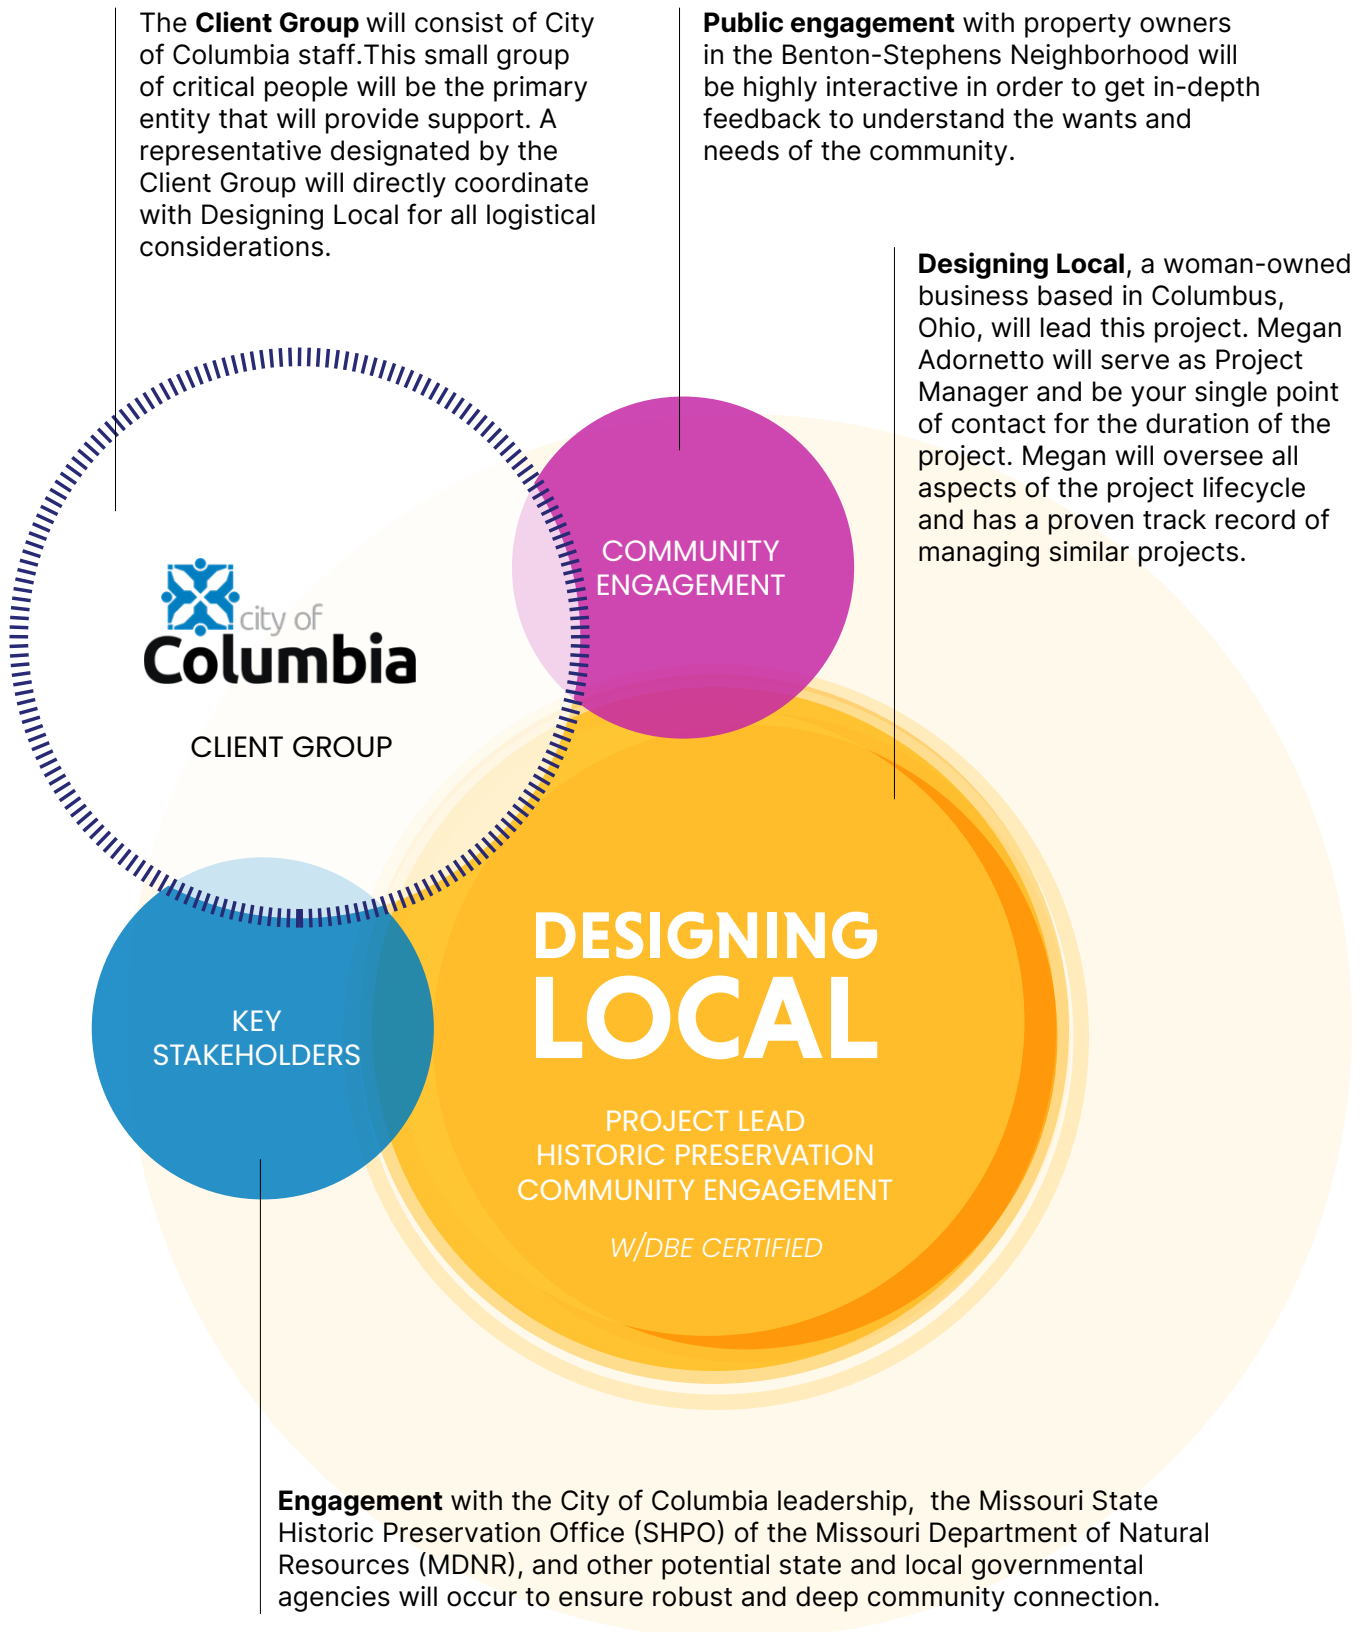 The Client Group will consist of City
of Columbia staff.This small group
of critical people will be the primary
entity that will provide support. A
representative designated by the
Client Group will directly coordinate
with Designing Local for all logistical
considerations.
Public engagement with property owners
in the Benton-Stephens Neighborhood will
be highly interactive in order to get in-depth
feedback to understand the wants and
needs of the community.
Designing Local, a woman-owned
business based in Columbus,
Ohio, will lead this project. Megan
Adornetto will serve as Project
Manager and be your single point
of contact for the duration of the
project. Megan will oversee all
aspects of the project lifecycle
and has a proven track record of
managing similar projects.
COMMUNITY
ENGAGEMENT
city of
Columbia
CLIENT GROUP
DESIGNING
LOCAL
KEY
STAKEHOLDERS
PROJECT LEAD
HISTORIC PRESERVATION
COMMUNITY ENGAGEMENT
W/DBE CERTIFIED
Engagement with the City of Columbia leadership,  the Missouri State
Historic Preservation Office (SHPO) of the Missouri Department of Natural
Resources (MDNR), and other potential state and local governmental
agencies will occur to ensure robust and deep community connection.